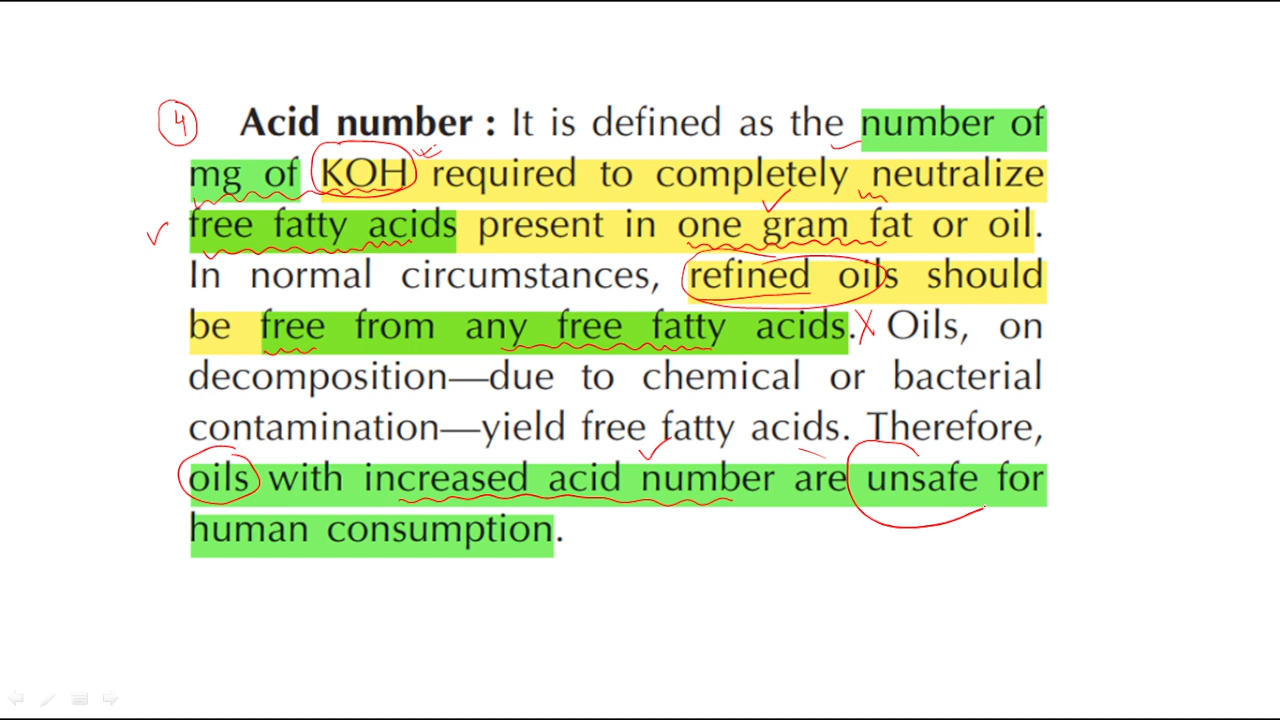 4 Acid number : It is defined as the number of
mg of KOH required to completely neutralize
free fatty acids present in one gram fat or oil.
In normal circumstances, refined oils should
be free from any free fatty acids. Oils, on
decomposition—due to chemical or bacterial
contamination—yield free fatty acids. Therefore,
oils with increased acid number are unsafe for
human consumption.